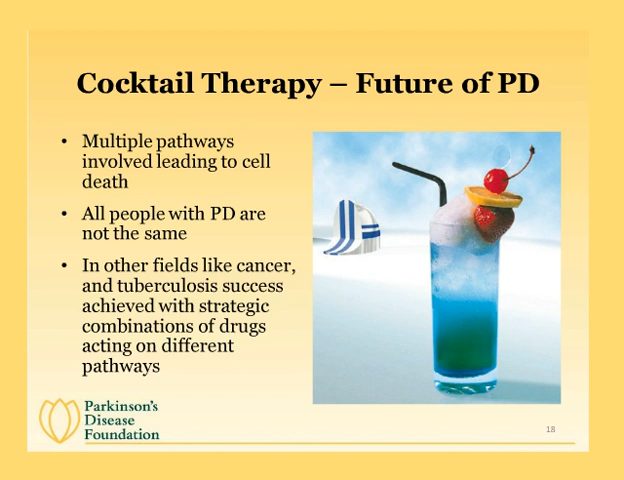 Cocktail Therapy – Future of PD
• Multiple pathways
involved leading to cell
death
• All people with PD are
not the same
• In other fields like cancer,
and tuberculosis success
achieved with strategic
combinations of drugs
acting on different
pathways
Parkinson's
Disease
Foundation
18